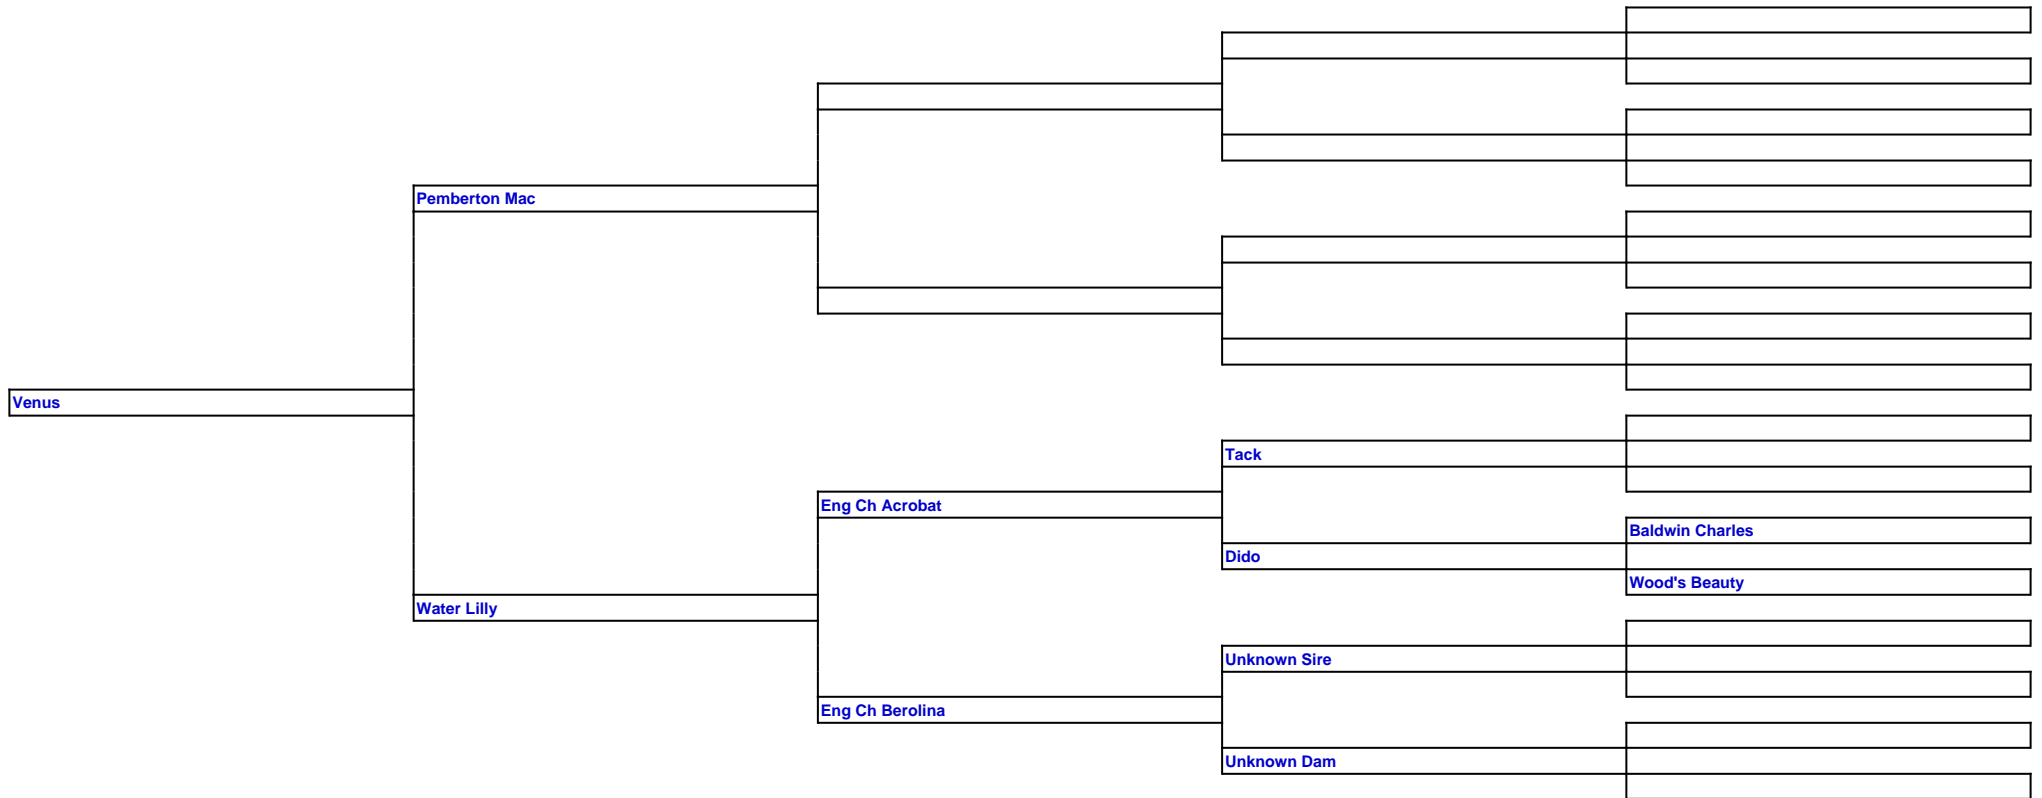 Pemberton Mac
Venus
Tack
Eng Ch Acrobat
Baldwin Charles
Dido
Wood's Beauty
Water Lilly
Unknown Sire
Eng Ch Berolina
Unknown Dam